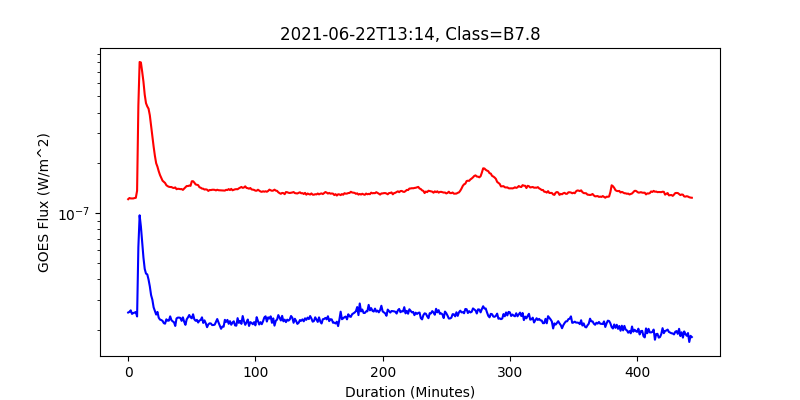 2021-06-22T13:14, Class=B7.8
GOES Flux (W/m^2)
10⁻⁷
0 100 200 300 400
Duration (Minutes)